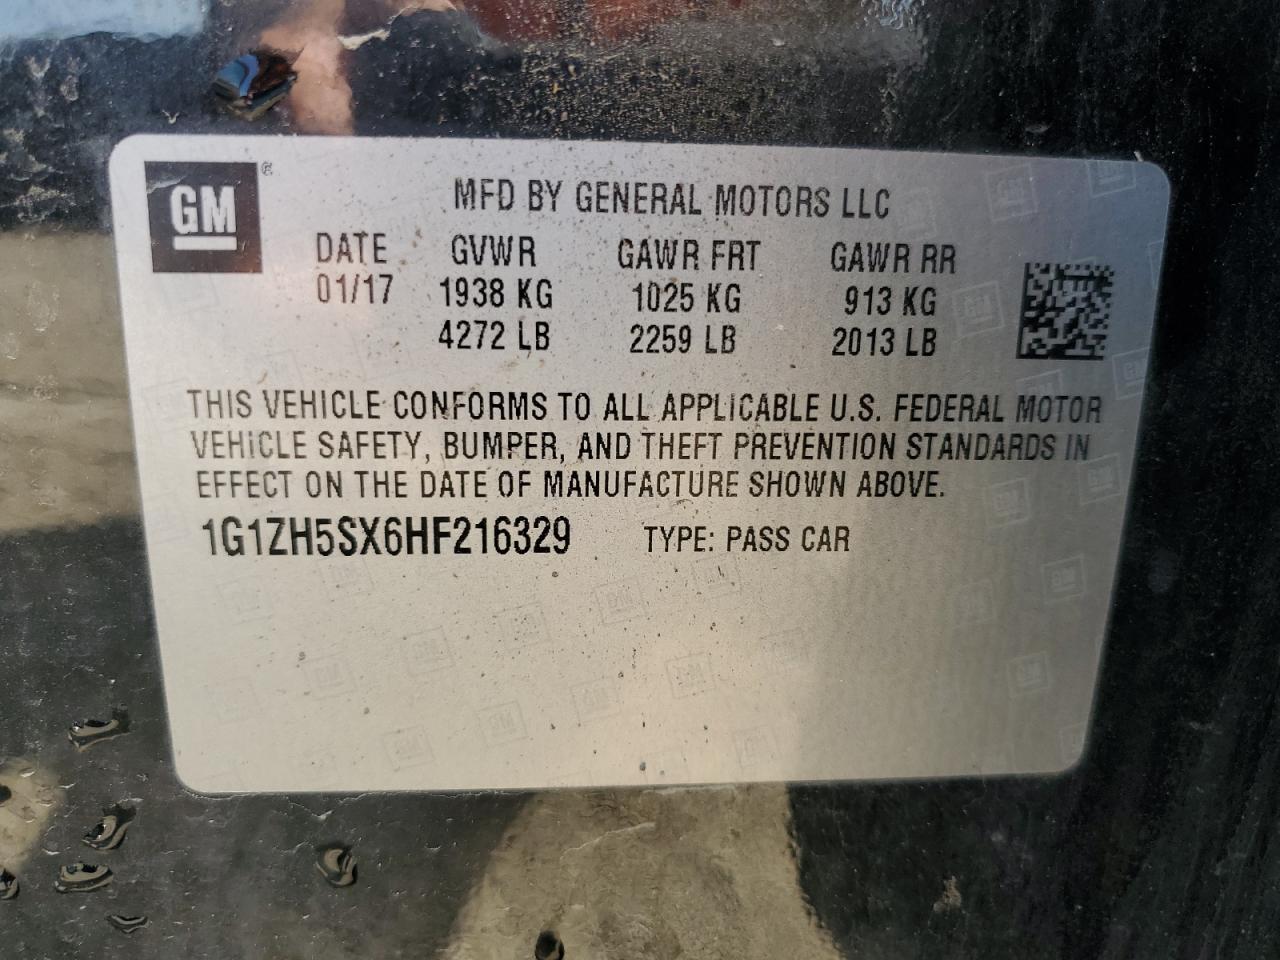 GM ®
MFD BY GENERAL MOTORS LLC
DATE GVWR GAWR FRT GAWR RR
01/17 1938 KG 1025 KG 913 KG
4272 LB 2259 LB 2013 LB
THIS VEHICLE CONFORMS TO ALL APPLICABLE U.S. FEDERAL MOTOR
VEHICLE SAFETY, BUMPER, AND THEFT PREVENTION STANDARDS IN
EFFECT ON THE DATE OF MANUFACTURE SHOWN ABOVE.
1G1ZH5SX6HF216329 TYPE: PASS CAR